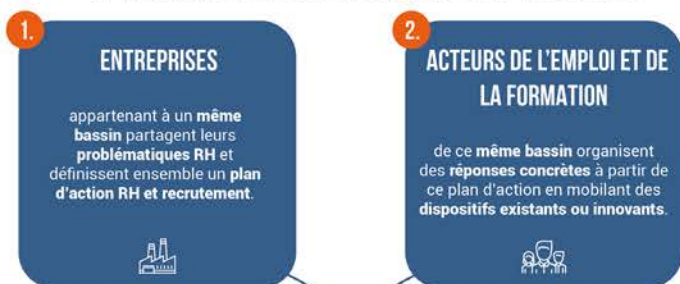 1.
ENTREPRISES
appartenant à un même
bassin partagent leurs
problématiques RH et
définissent ensemble un plan
d'action RH et recrutement.
2.
ACTEURS DE L'EMPLOI ET DE
LA FORMATION
de ce même bassin organisent
des réponses concrètes à partir de
ce plan d'action en mobilant des
dispositifs existants ou innovants.